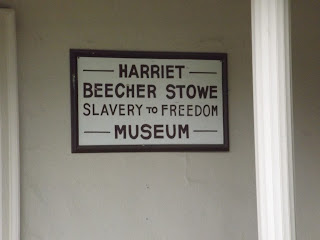 HARRIET
BEECHER STOWE
SLAVERY TO FREEDOM
MUSEUM